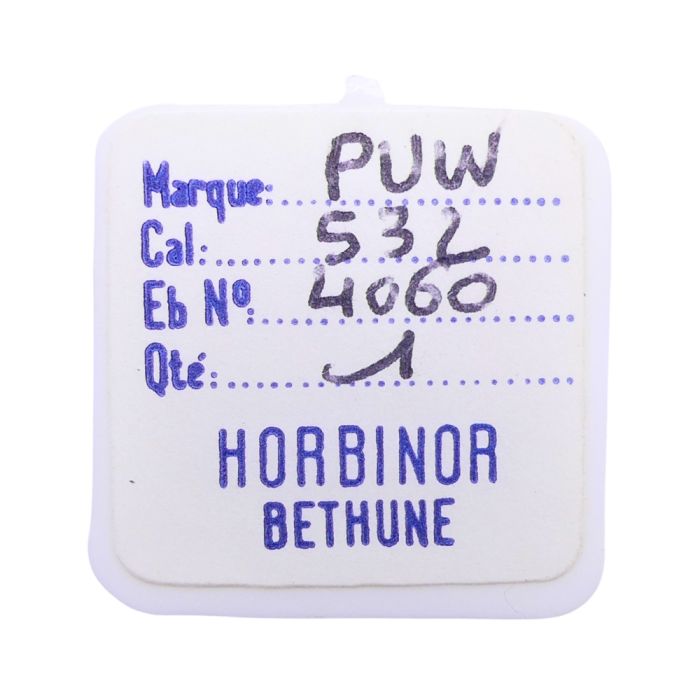 Marque: PUW
Cal: 532
Eb Nº: 4060
Qté: 1
HORBINOR
BETHUNE